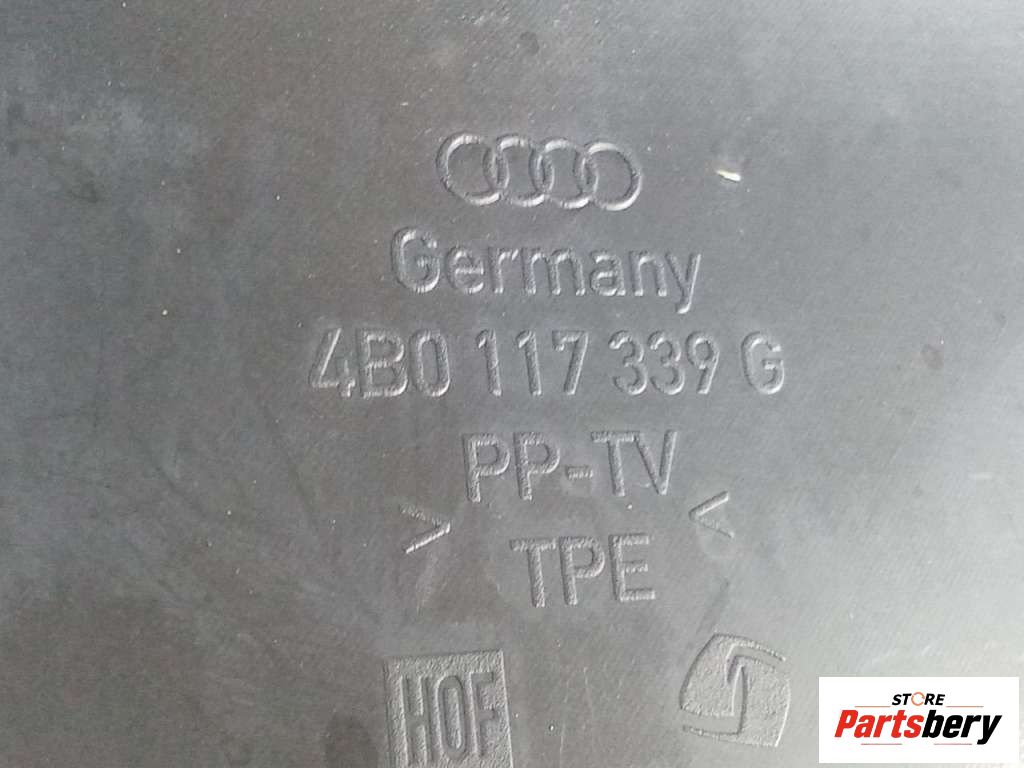 Germany
4B0 117 339 G
PP-TV
> <
TPE
HOF
STORE
Partsbery